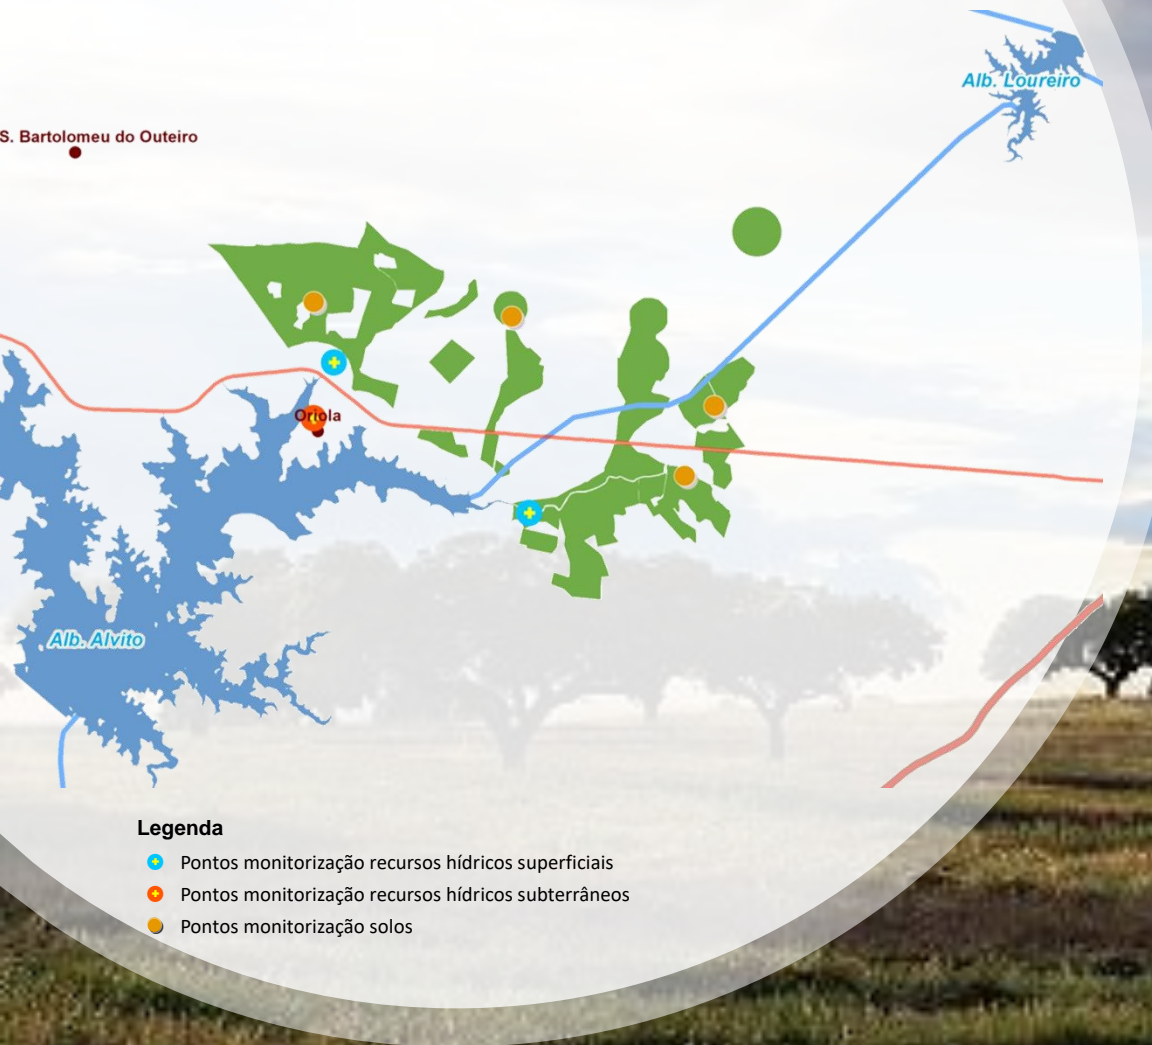 Alb. Loureiro
S. Bartolomeu do Outeiro
Oriola
Alb. Alvito
Legenda
Pontos monitorização recursos hídricos superficiais
Pontos monitorização recursos hídricos subterrâneos
Pontos monitorização solos